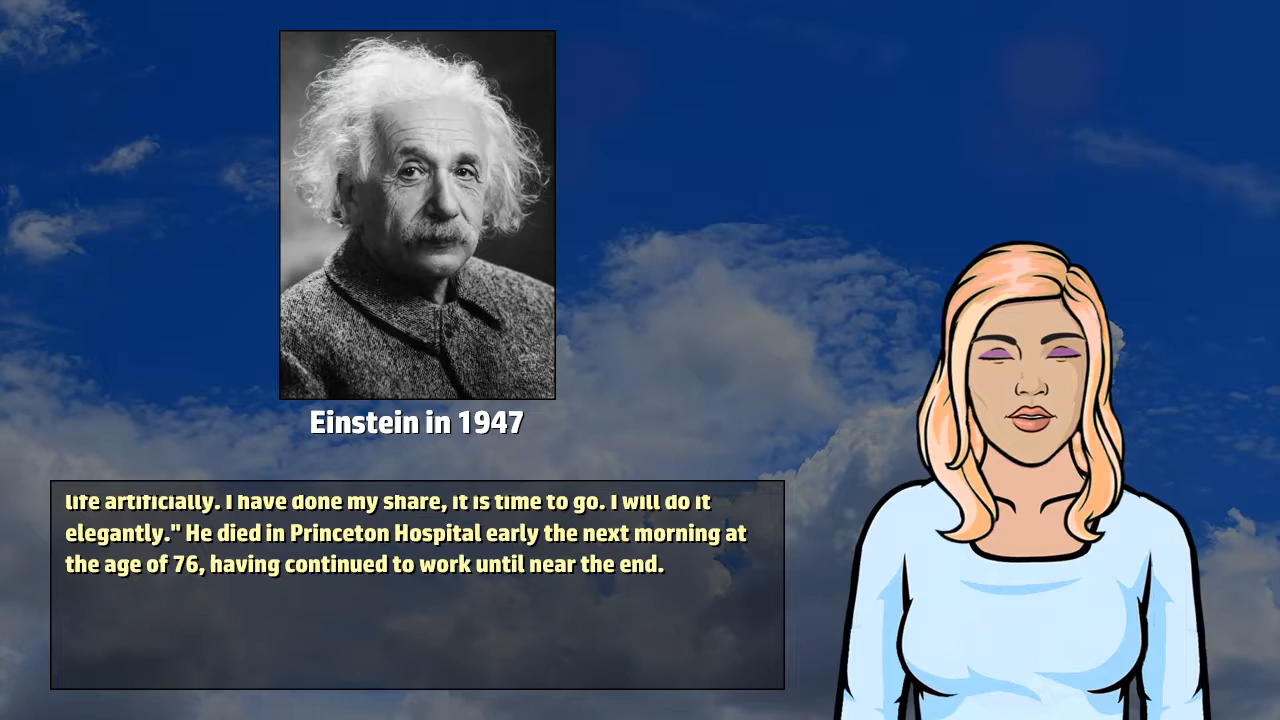 Einstein in 1947
life artificially. I have done my share, it is time to go. I will do it
elegantly." He died in Princeton Hospital early the next morning at
the age of 76, having continued to work until near the end.